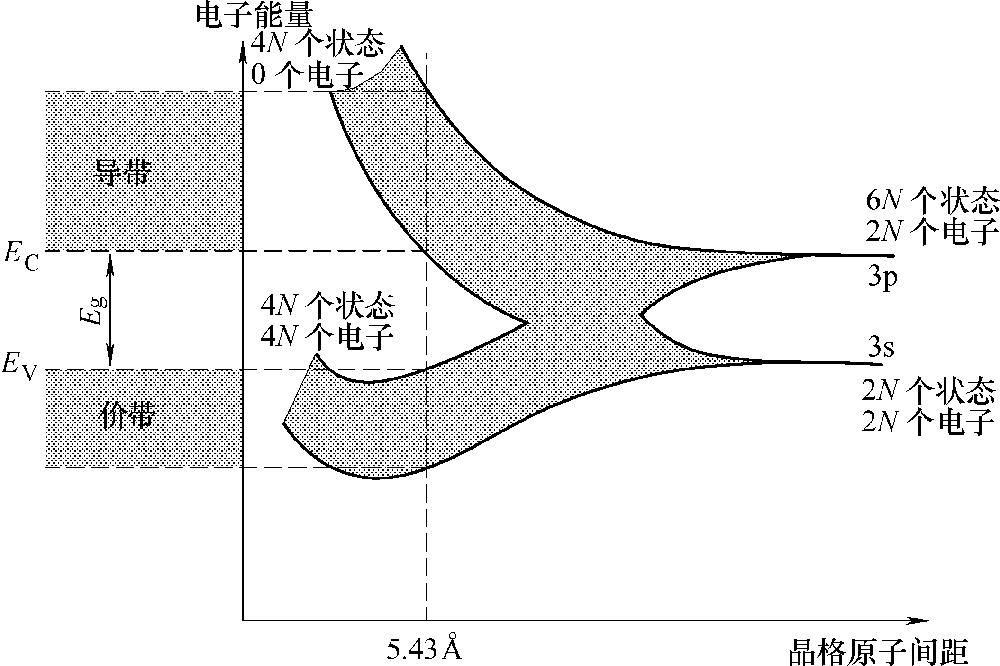 电子能量
4N 个状态
0 个电子
导带
6N 个状态
2N 个电子
E_C
3p
E_g
4N 个状态
4N 个电子
3s
E_V
2N 个状态
2N 个电子
价带
5.43 Å
晶格原子间距